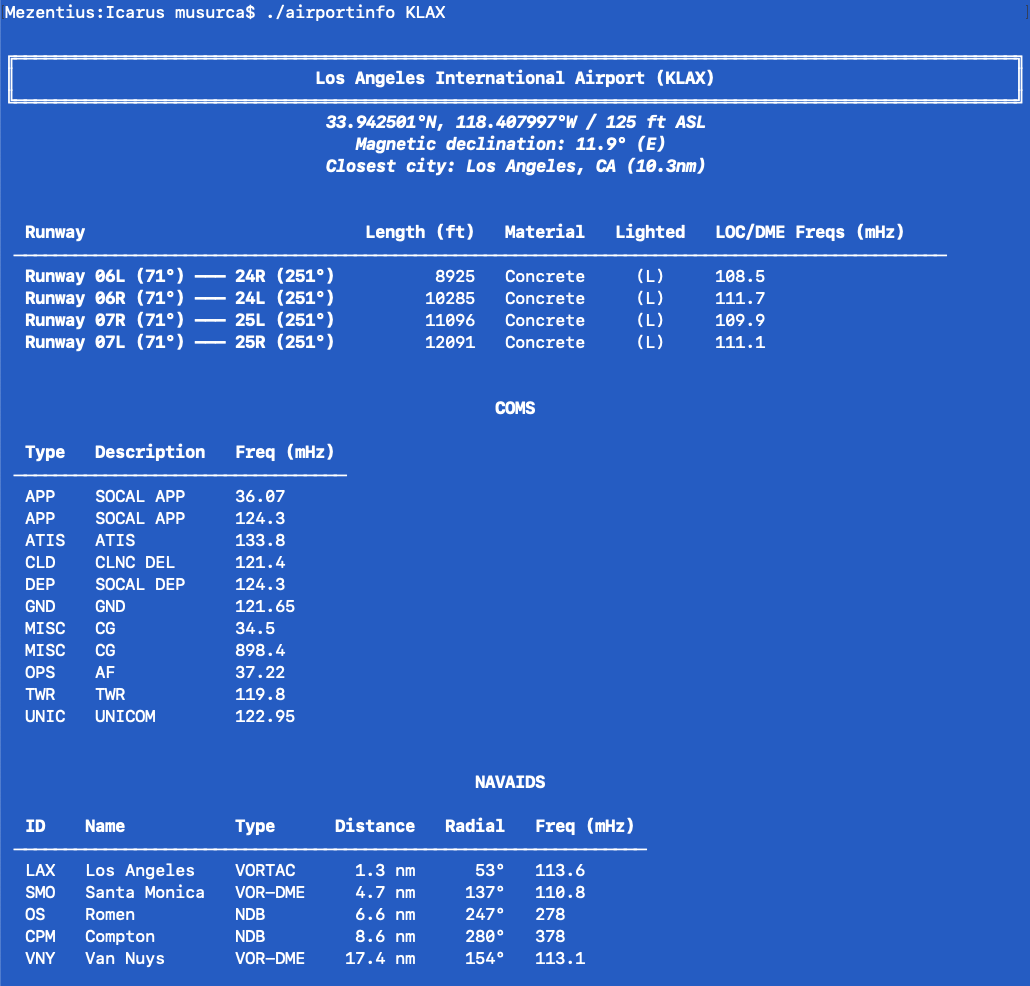 Mezentius:Icarus musurca$ ./airportinfo KLAX
Los Angeles International Airport (KLAX)
33.942501°N, 118.407997°W / 125 ft ASL
Magnetic declination: 11.9° (E)
Closest city: Los Angeles, CA (10.3nm)
Runway Length (ft) Material Lighted LOC/DME Freqs (mHz)
Runway 06L (71°) ─── 24R (251°) 8925 Concrete (L) 108.5
Runway 06R (71°) ─── 24L (251°) 10285 Concrete (L) 111.7
Runway 07R (71°) ─── 25L (251°) 11096 Concrete (L) 109.9
Runway 07L (71°) ─── 25R (251°) 12091 Concrete (L) 111.1
COMS
Type Description Freq (mHz)
APP SOCAL APP 36.07
APP SOCAL APP 124.3
ATIS ATIS 133.8
CLD CLNC DEL 121.4
DEP SOCAL DEP 124.3
GND GND 121.65
MISC CG 34.5
MISC CG 898.4
OPS AF 37.22
TWR TWR 119.8
UNIC UNICOM 122.95
NAVAIDS
ID Name Type Distance Radial Freq (mHz)
LAX Los Angeles VORTAC 1.3 nm 53° 113.6
SMO Santa Monica VOR-DME 4.7 nm 137° 110.8
OS Romen NDB 6.6 nm 247° 278
CPM Compton NDB 8.6 nm 280° 378
VNY Van Nuys VOR-DME 17.4 nm 154° 113.1